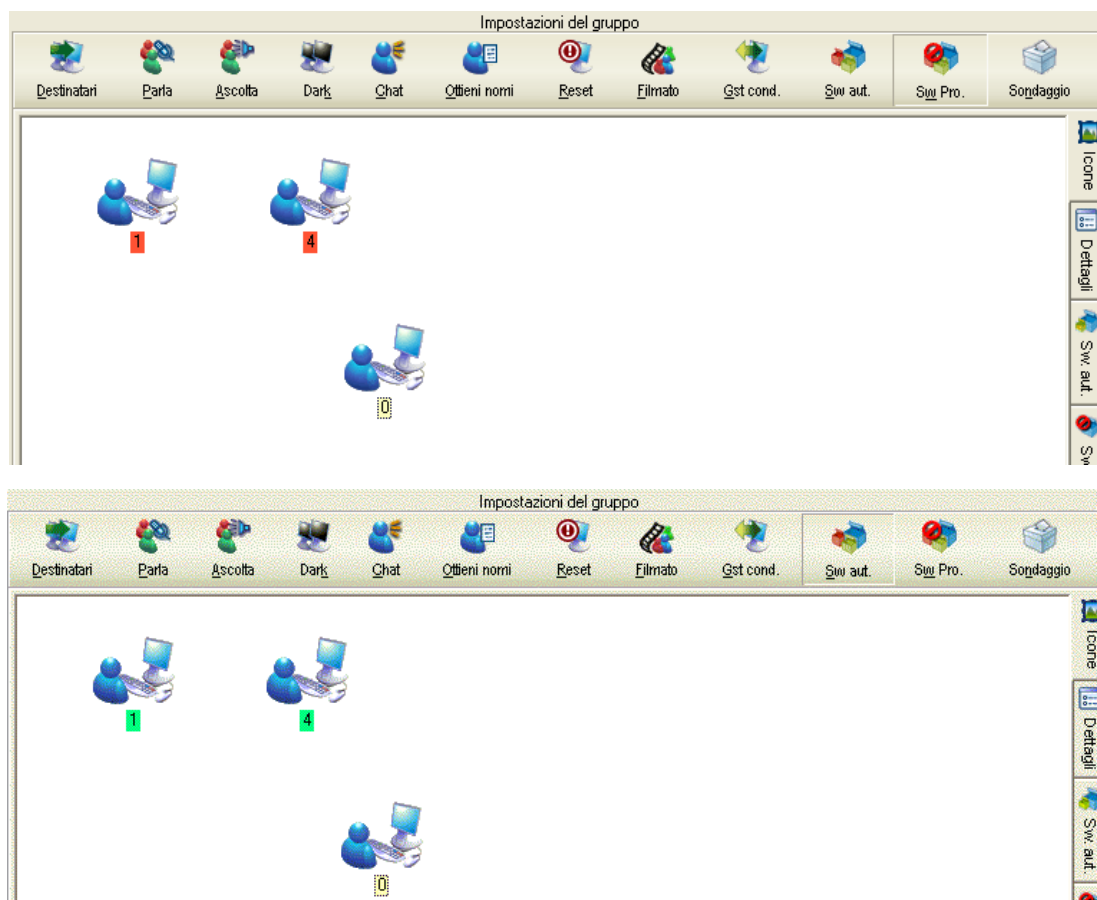 Impostazioni del gruppo
Destinatari Parla Ascolta Dark Chat Ottieni nomi Reset Filmato Gst cond. Sw aut. Sw Pro. Sondaggio
Icone
1 4
Dettagli
Sw. aut.
0
Sw
Impostazioni del gruppo
Destinatari Parla Ascolta Dark Chat Ottieni nomi Reset Filmato Gst cond. Sw aut. Sw Pro. Sondaggio
Icone
1 4
Dettagli
Sw. aut.
0